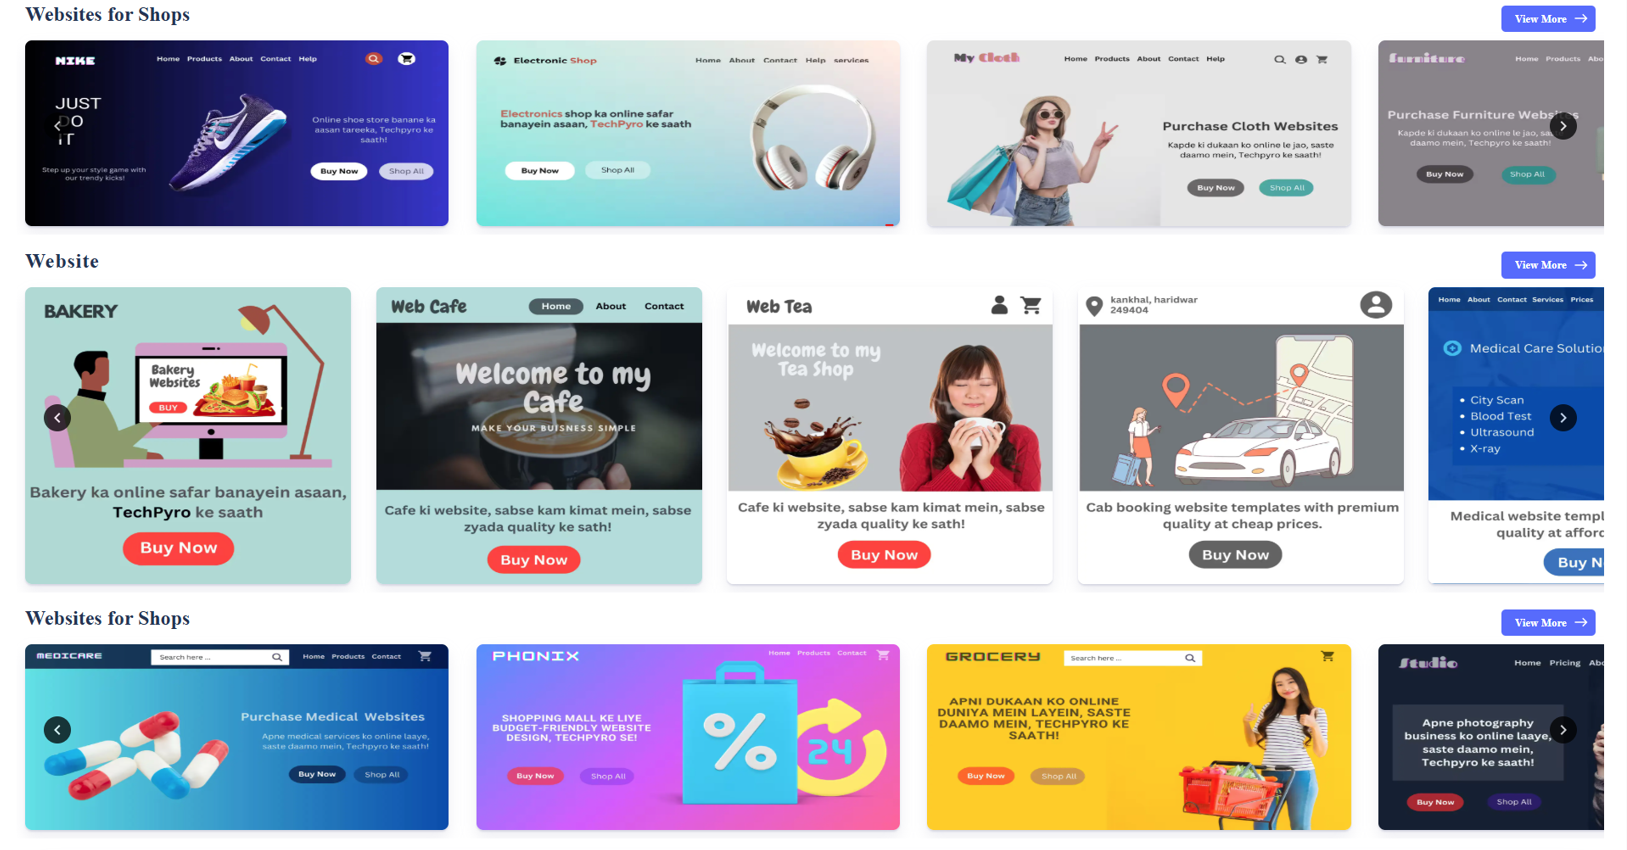 Websites for Shops
View More
NIKE
Home Products About Contact Help
JUST
DO
IT
Online shoe store banane ka
aasan tareeka, Techpyro ke
saath!
Step up your style game with
our trendy kicks!
Buy Now
Shop All
Electronic Shop
Home About Contact Help services
Electronics shop ka online safar
banayein asaan, TechPyro ke saath
Buy Now
Shop All
My Cloth
Home Products About Contact Help
Purchase Cloth Websites
Kapde ki dukaan ko online le jao, saste
daamo mein, Techpyro ke saath!
Buy Now
Shop All
furniture
Home Products Abo
Purchase Furniture Websites
Kapde ki dukaan ko online le jao, saste
daamo mein, Techpyro ke saath!
Buy Now
Shop All
Website
View More
BAKERY
Bakery
Websites
BUY
Bakery ka online safar banayein asaan,
TechPyro ke saath
Buy Now
Web Cafe
Home About Contact
Welcome to my
Cafe
MAKE YOUR BUISNESS SIMPLE
Cafe ki website, sabse kam kimat mein, sabse
zyada quality ke sath!
Buy Now
Web Tea
Welcome to my
Tea Shop
Cafe ki website, sabse kam kimat mein, sabse
zyada quality ke sath!
Buy Now
kankhal, haridwar
249404
Cab booking website templates with premium
quality at cheap prices.
Buy Now
Home About Contact Services Prices
Medical Care Solution
City Scan
Blood Test
Ultrasound
X-ray
Medical website templ
quality at afford
Buy N
Websites for Shops
View More
MEDICARE
Search here ...
Home Products Contact
Purchase Medical Websites
Apne medical services ko online laaye,
saste daamo mein, Techpyro ke saath!
Buy Now
Shop All
PHONIX
Home Products Contact
SHOPPING MALL KE LIYE
BUDGET-FRIENDLY WEBSITE
DESIGN, TECHPYRO SE!
Buy Now
Shop All
%
24
GROCERY
Search here ...
APNI DUKAAN KO ONLINE
DUNIYA MEIN LAYEIN, SASTE
DAAMO MEIN, TECHPYRO KE
SAATH!
Buy Now
Shop All
Studio
Home Pricing Abo
Apne photography
business ko online laaye,
saste daamo mein,
Techpyro ke saath!
Buy Now
Shop All